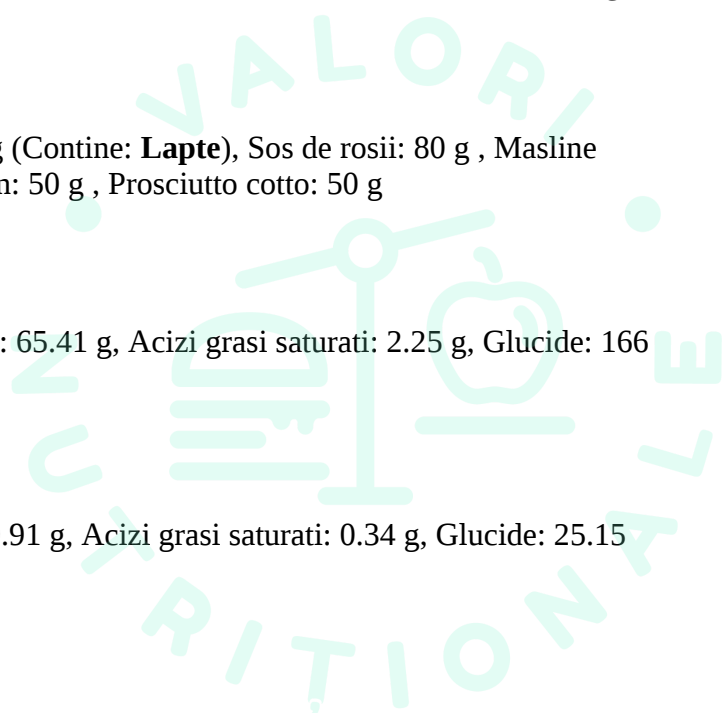 VALORI
g (Contine: Lapte), Sos de rosii: 80 g , Masline
n: 50 g , Prosciutto cotto: 50 g
: 65.41 g, Acizi grasi saturati: 2.25 g, Glucide: 166
.91 g, Acizi grasi saturati: 0.34 g, Glucide: 25.15
NUTRITIONALE